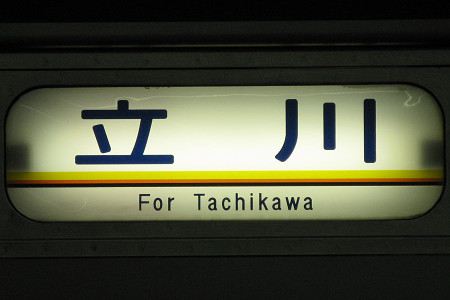 立川
For Tachikawa